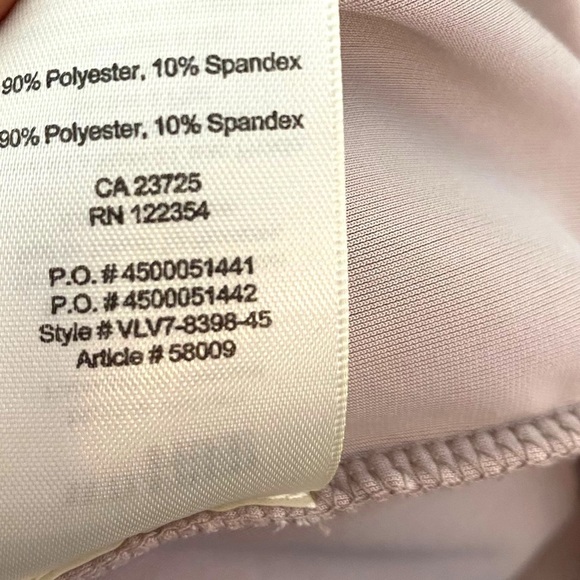 90% Polyester, 10% Spandex
90% Polyester, 10% Spandex
CA 23725
RN 122354
P.O. # 4500051441
P.O. # 4500051442
Style # VLV7-8398-45
Article # 58009